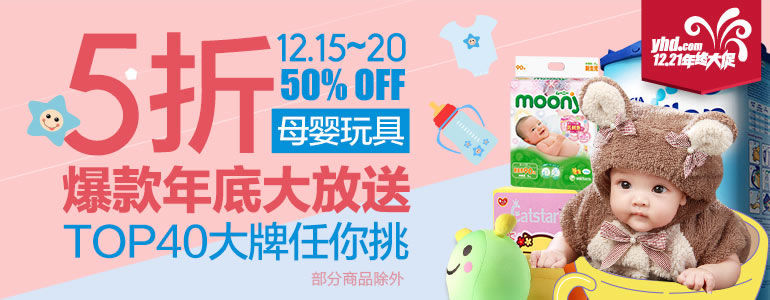 5折
12.15~20
50% OFF
母婴玩具
爆款年底大放送
TOP40大牌任你挑
部分商品除外
yhd.com
12.21年终大促
moony
catstar